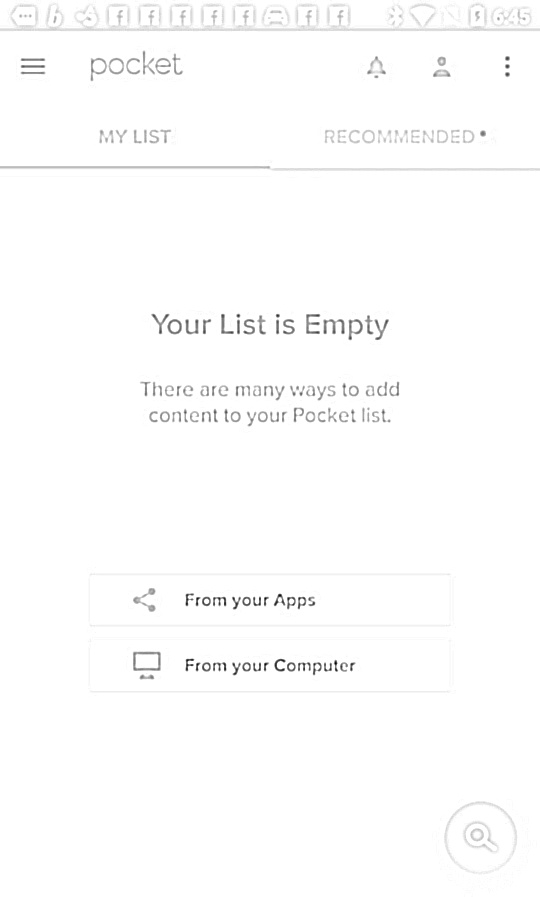 6:45
pocket
MY LIST
RECOMMENDED
Your List is Empty
There are many ways to add
content to your Pocket list.
From your Apps
From your Computer